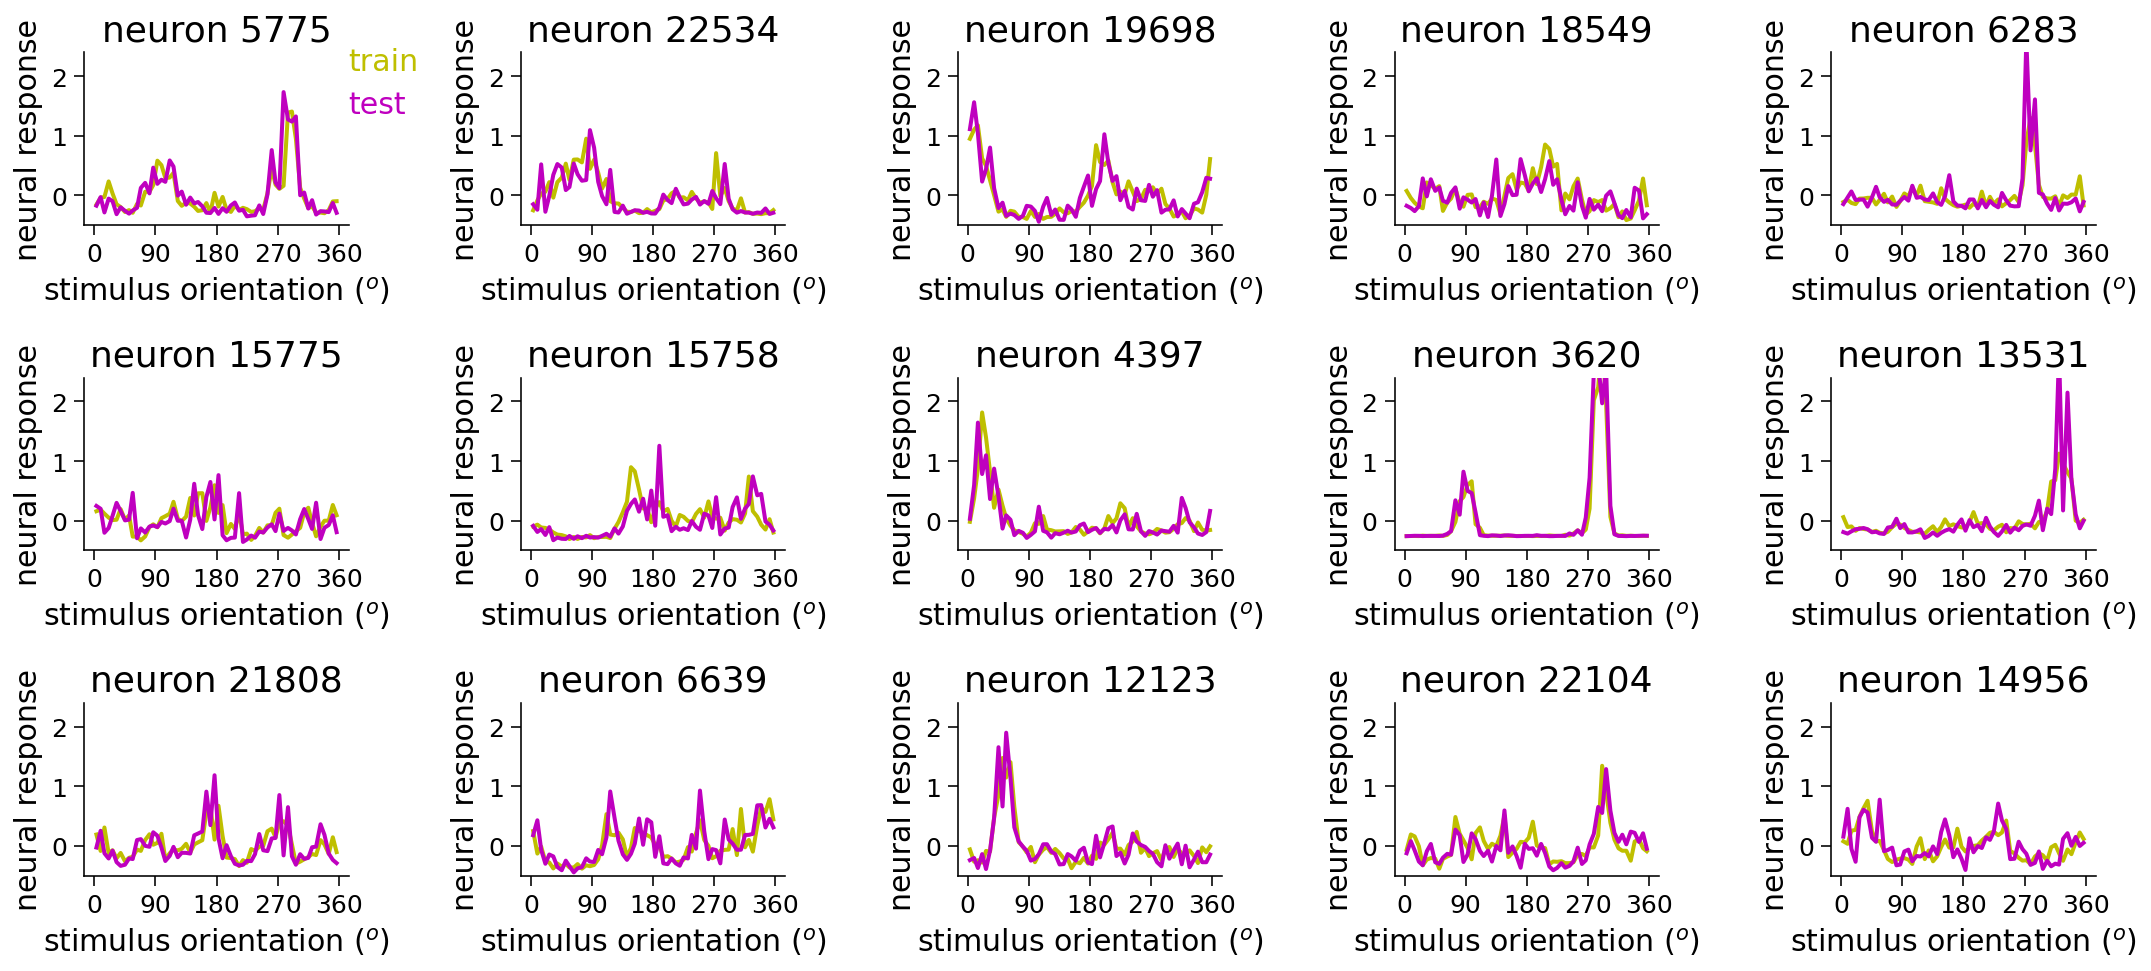 neuron 5775
neuron 22534
neuron 19698
neuron 18549
neuron 6283
train
test
neural response
neural response
neural response
neural response
neural response
2
1
0
2
1
0
2
1
0
2
1
0
2
1
0
0 90 180 270 360
0 90 180 270 360
0 90 180 270 360
0 90 180 270 360
0 90 180 270 360
stimulus orientation (°)
stimulus orientation (°)
stimulus orientation (°)
stimulus orientation (°)
stimulus orientation (°)
neuron 15775
neuron 15758
neuron 4397
neuron 3620
neuron 13531
neural response
neural response
neural response
neural response
neural response
2
1
0
2
1
0
2
1
0
2
1
0
2
1
0
0 90 180 270 360
0 90 180 270 360
0 90 180 270 360
0 90 180 270 360
0 90 180 270 360
stimulus orientation (°)
stimulus orientation (°)
stimulus orientation (°)
stimulus orientation (°)
stimulus orientation (°)
neuron 21808
neuron 6639
neuron 12123
neuron 22104
neuron 14956
neural response
neural response
neural response
neural response
neural response
2
1
0
2
1
0
2
1
0
2
1
0
2
1
0
0 90 180 270 360
0 90 180 270 360
0 90 180 270 360
0 90 180 270 360
0 90 180 270 360
stimulus orientation (°)
stimulus orientation (°)
stimulus orientation (°)
stimulus orientation (°)
stimulus orientation (°)